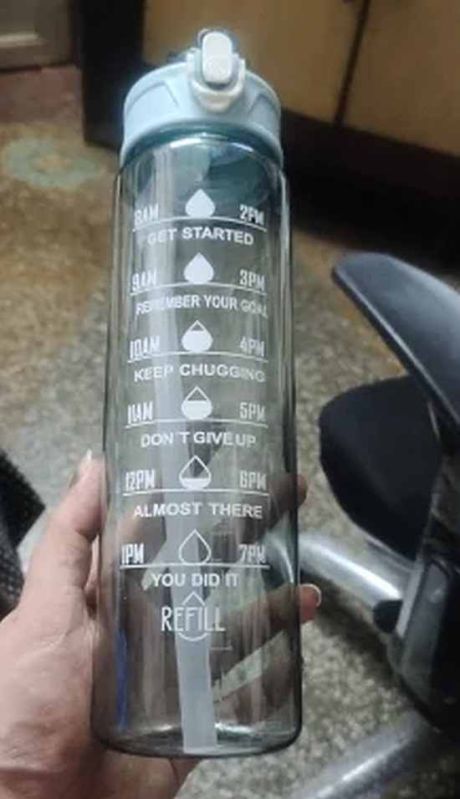 8AM 2PM
GET STARTED
9AM 3PM
REMEMBER YOUR GOAL
10AM 4PM
KEEP CHUGGING
11AM 5PM
DON'T GIVE UP
12PM 6PM
ALMOST THERE
1PM 7PM
YOU DID IT
REFILL